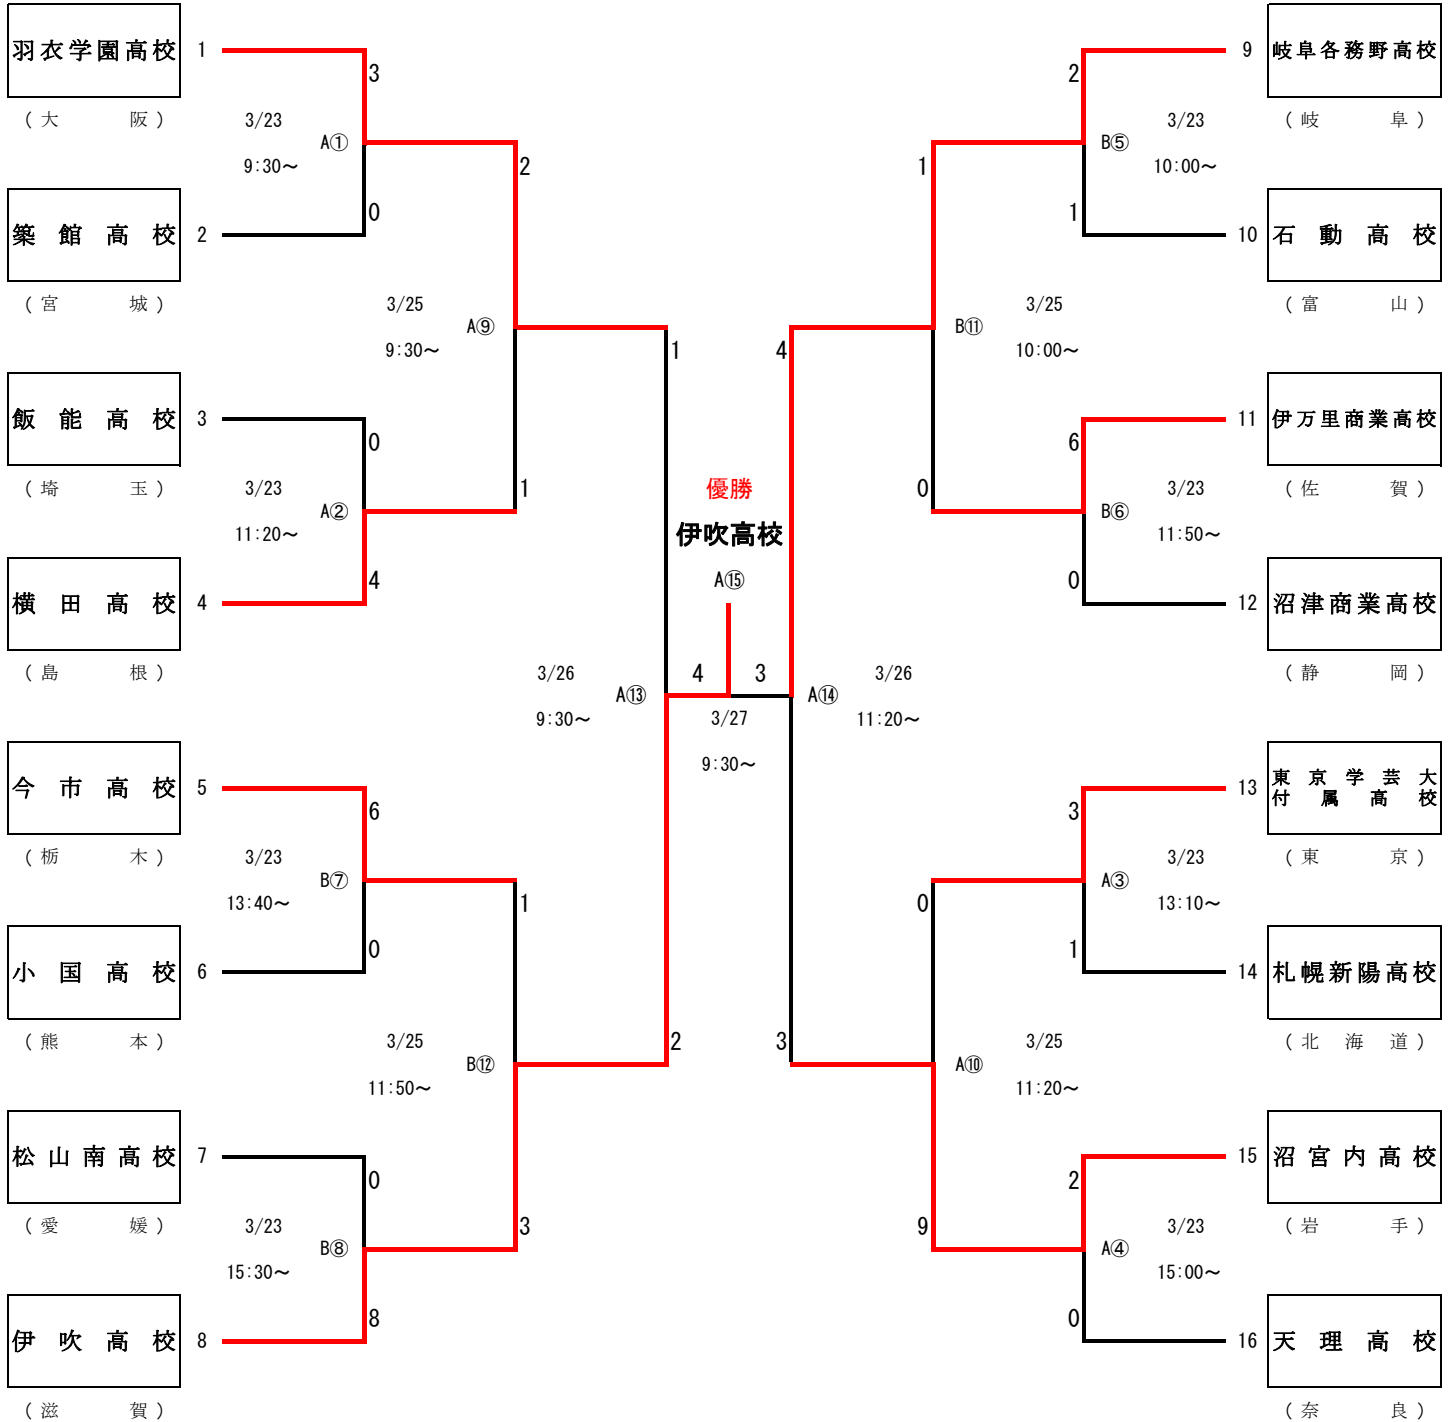 羽衣学園高校 1
(大阪)
3
3/23
A①
9:30～
0
築館高校 2
(宮城)
2
3/25
A⑨
9:30～
1
飯能高校 3
(埼玉)
0
3/23
A②
11:20～
4
横田高校 4
(島根)
1
3/26
A⑬
9:30～
2
今市高校 5
(栃木)
6
3/23
B⑦
13:40～
0
小国高校 6
(熊本)
1
3/25
B⑫
11:50～
3
松山南高校 7
(愛媛)
0
3/23
B⑧
15:30～
8
伊吹高校 8
(滋賀)
優勝
伊吹高校
A⑮
4 3
3/27
9:30～
9 岐阜各務野高校
(岐阜)
2
3/23
B⑤
10:00～
1
10 石動高校
(富山)
1
3/25
B⑪
10:00～
0
11 伊万里商業高校
(佐賀)
6
3/23
B⑥
11:50～
0
12 沼津商業高校
(静岡)
4
3/26
A⑭
11:20～
3
13 東京学芸大
付属高校
(東京)
3
3/23
A③
13:10～
1
14 札幌新陽高校
(北海道)
0
3/25
A⑩
11:20～
9
15 沼宮内高校
(岩手)
2
3/23
A④
15:00～
0
16 天理高校
(奈良)